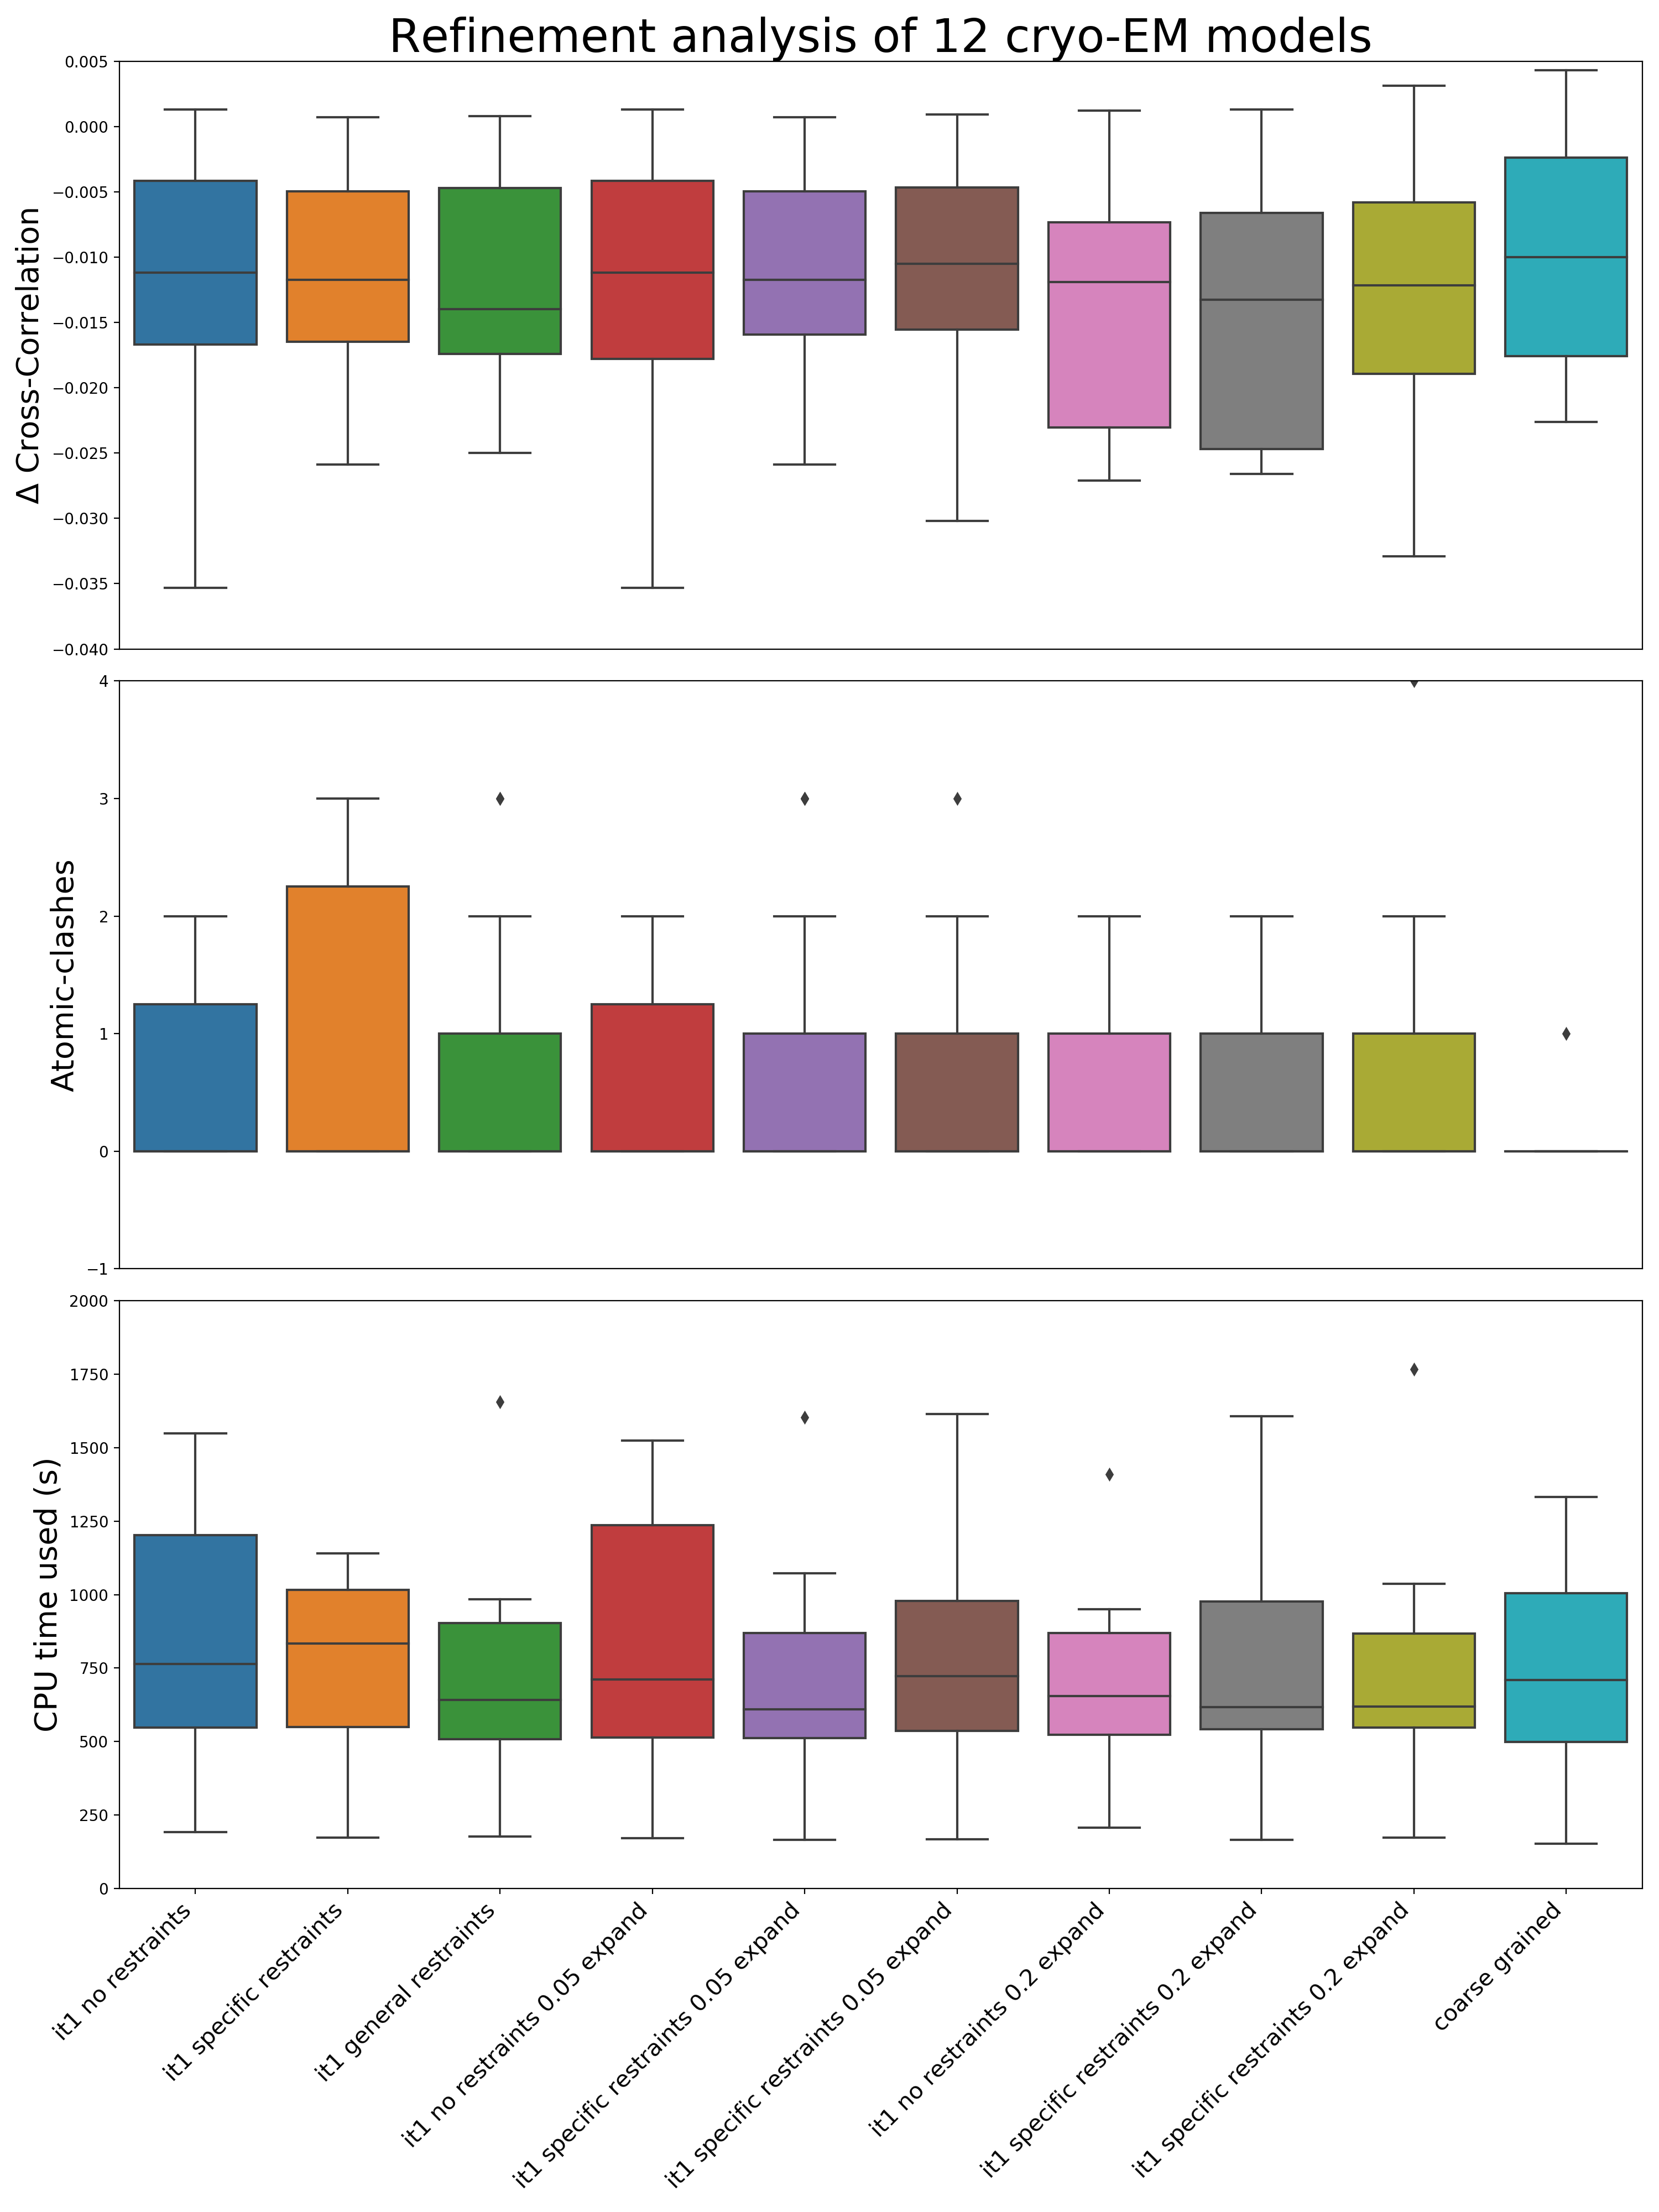 Refinement analysis of 12 cryo-EM models
0.005
0.000
−0.005
−0.010
−0.015
−0.020
−0.025
−0.030
−0.035
−0.040
Δ Cross-Correlation
4
3
2
1
0
−1
Atomic-clashes
2000
1750
1500
1250
1000
750
500
250
0
CPU time used (s)
it1 no restraints
it1 specific restraints
it1 general restraints
it1 no restraints 0.05 expand
it1 specific restraints 0.05 expand
it1 specific restraints 0.05 expand
it1 no restraints 0.2 expand
it1 specific restraints 0.2 expand
it1 specific restraints 0.2 expand
coarse grained